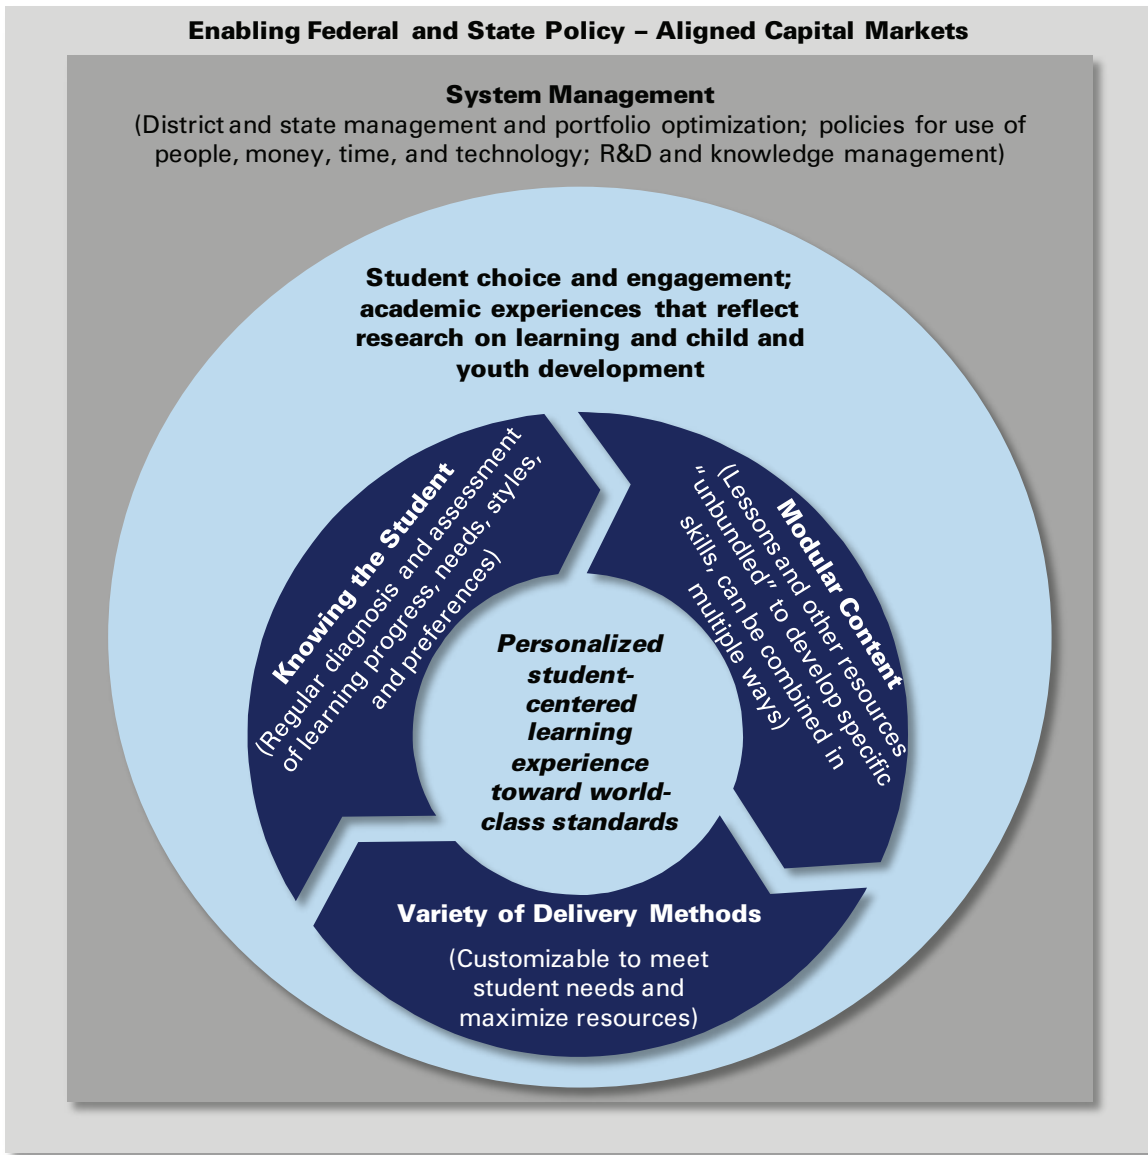 Enabling Federal and State Policy – Aligned Capital Markets
System Management
(District and state management and portfolio optimization; policies for use of
people, money, time, and technology; R&D and knowledge management)
Student choice and engagement;
academic experiences that reflect
research on learning and child and
youth development
Knowing the Student
(Regular diagnosis and assessment
of learning progress, needs, styles,
and preferences)
Modular Content
(Lessons and other resources
“unbundled” to develop specific
skills, can be combined in
multiple ways)
Personalized
student-
centered
learning
experience
toward world-
class standards
Variety of Delivery Methods
(Customizable to meet
student needs and
maximize resources)